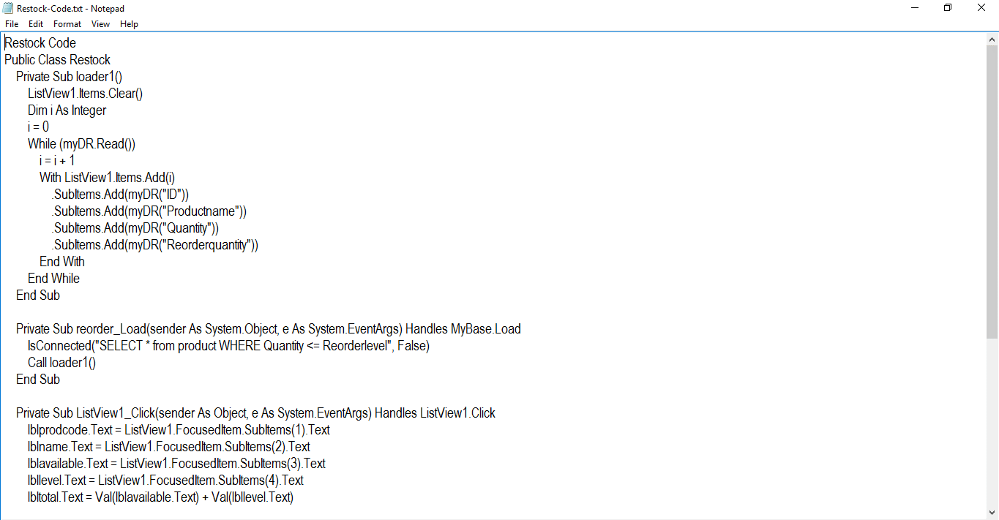 Restock-Code.txt - Notepad
File Edit Format View Help
Restock Code
Public Class Restock
    Private Sub loader1()
        ListView1.Items.Clear()
        Dim i As Integer
        i = 0
        While (myDR.Read())
            i = i + 1
            With ListView1.Items.Add(i)
                .SubItems.Add(myDR("ID"))
                .SubItems.Add(myDR("Productname"))
                .SubItems.Add(myDR("Quantity"))
                .SubItems.Add(myDR("Reorderquantity"))
            End With
        End While
    End Sub

    Private Sub reorder_Load(sender As System.Object, e As System.EventArgs) Handles MyBase.Load
        IsConnected("SELECT * from product WHERE Quantity <= Reorderlevel", False)
        Call loader1()
    End Sub

    Private Sub ListView1_Click(sender As Object, e As System.EventArgs) Handles ListView1.Click
        lblprodcode.Text = ListView1.FocusedItem.SubItems(1).Text
        lblname.Text = ListView1.FocusedItem.SubItems(2).Text
        lblavailable.Text = ListView1.FocusedItem.SubItems(3).Text
        lbllevel.Text = ListView1.FocusedItem.SubItems(4).Text
        lbltotal.Text = Val(lblavailable.Text) + Val(lbllevel.Text)